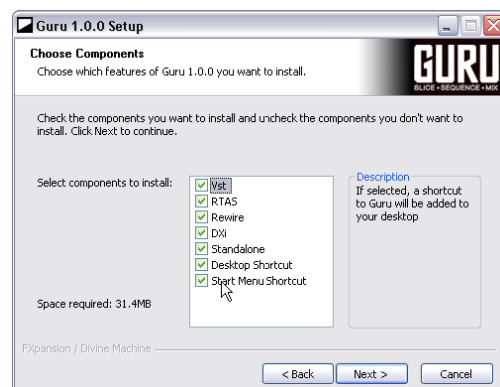 Guru 1.0.0 Setup
Choose Components
Choose which features of Guru 1.0.0 you want to install.
GURU
SLICE • SEQUENCE • MIX
Check the components you want to install and uncheck the components you don't want to
install. Click Next to continue.
Select components to install:
Vst
RTAS
Rewire
DXi
Standalone
Desktop Shortcut
Start Menu Shortcut
Description
If selected, a shortcut
to Guru will be added to
your desktop
Space required: 31.4MB
FXpansion / Divine Machine
< Back
Next >
Cancel